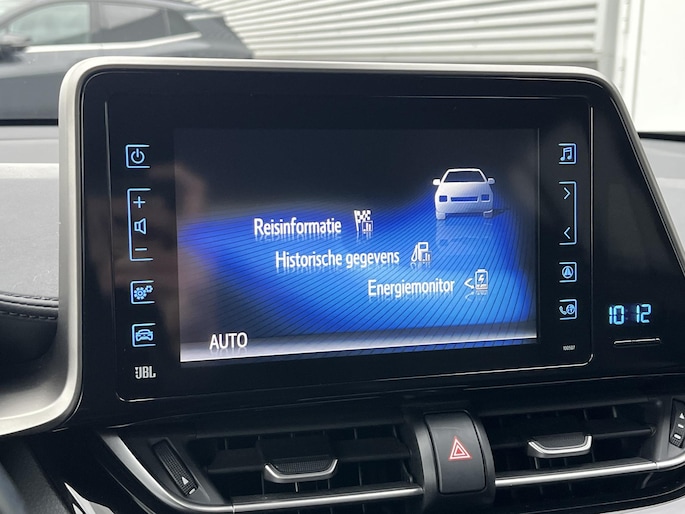 Reisinformatie
Historische gegevens
Energiemonitor
AUTO
JBL
10:12